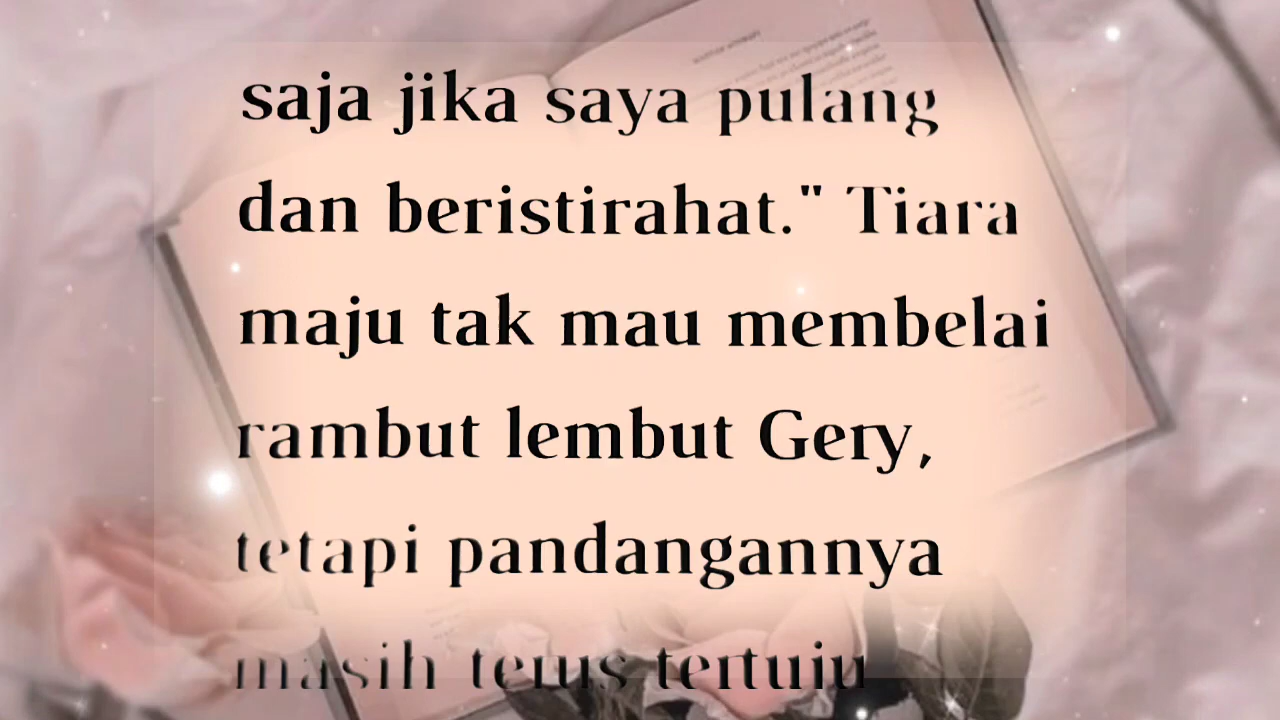 saja jika saya pulang
dan beristirahat." Tiara
maju tak mau membelai
rambut lembut Gery,
tetapi pandangannya
masih terus tertuju